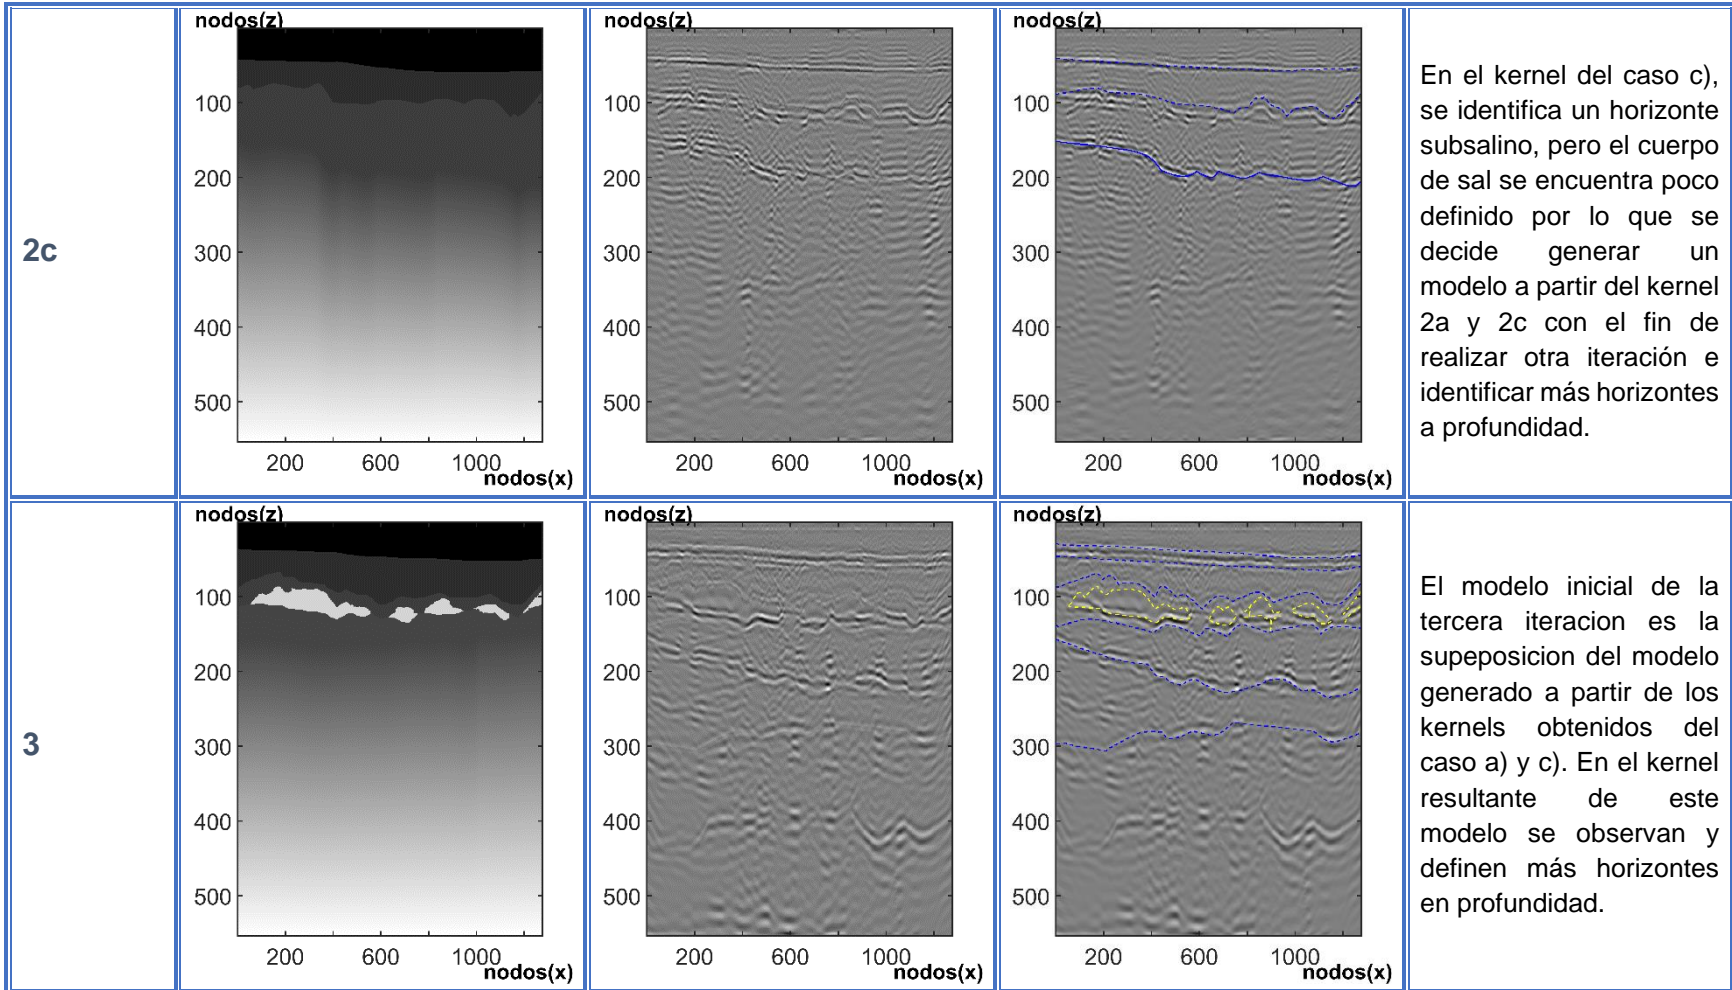 2c
nodos(z)
100
200
300
400
500
200 600 1000
nodos(x)
nodos(z)
100
200
300
400
500
200 600 1000
nodos(x)
nodos(z)
100
200
300
400
500
200 600 1000
nodos(x)
En el kernel del caso c),
se identifica un horizonte
subsalino, pero el cuerpo
de sal se encuentra poco
definido por lo que se
decide generar un
modelo a partir del kernel
2a y 2c con el fin de
realizar otra iteración e
identificar más horizontes
a profundidad.
3
nodos(z)
100
200
300
400
500
200 600 1000
nodos(x)
nodos(z)
100
200
300
400
500
200 600 1000
nodos(x)
nodos(z)
100
200
300
400
500
200 600 1000
nodos(x)
El modelo inicial de la
tercera iteracion es la
supeposicion del modelo
generado a partir de los
kernels obtenidos del
caso a) y c). En el kernel
resultante de este
modelo se observan y
definen más horizontes
en profundidad.